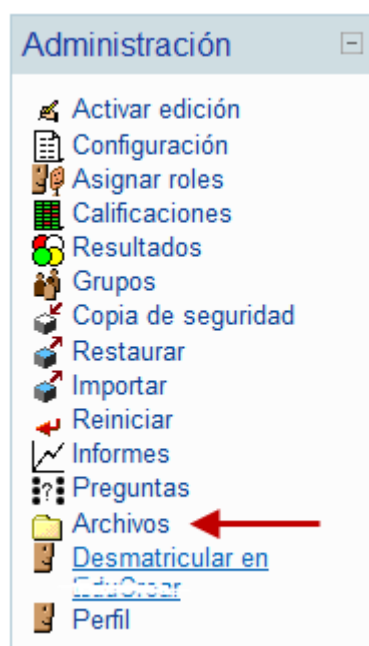 Administración
Activar edición
Configuración
Asignar roles
Calificaciones
Resultados
Grupos
Copia de seguridad
Restaurar
Importar
Reiniciar
Informes
Preguntas
Archivos
Desmatricular en
Perfil